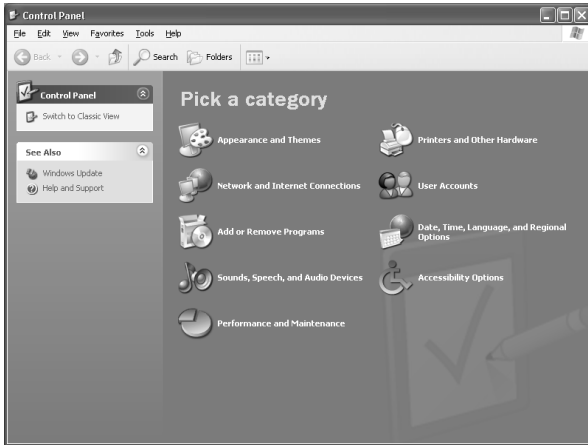 Control Panel
File Edit View Favorites Tools Help
Back Search Folders
Control Panel
Switch to Classic View
See Also
Windows Update
Help and Support
Pick a category
Appearance and Themes
Printers and Other Hardware
Network and Internet Connections
User Accounts
Add or Remove Programs
Date, Time, Language, and Regional
Options
Sounds, Speech, and Audio Devices
Accessibility Options
Performance and Maintenance